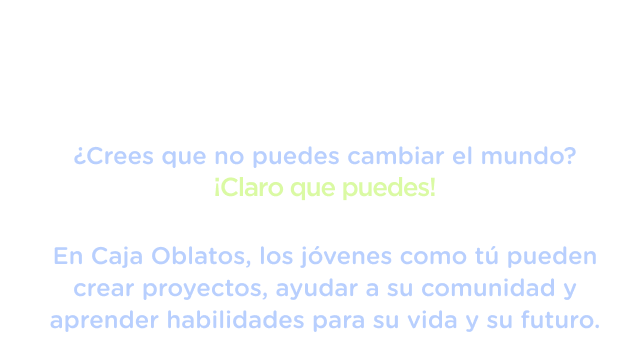 ¿Crees que no puedes cambiar el mundo?
¡Claro que puedes!
En Caja Oblatos, los jóvenes como tú pueden
crear proyectos, ayudar a su comunidad y
aprender habilidades para su vida y su futuro.